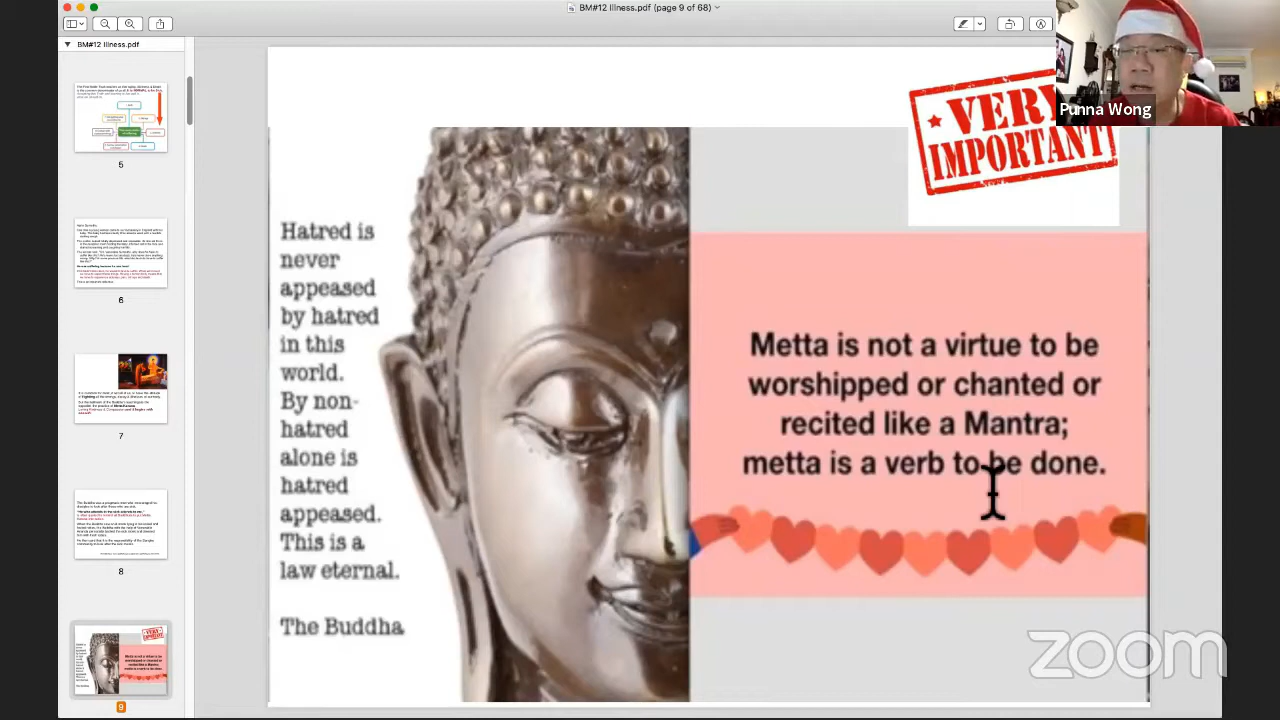 BM#12 Illness.pdf (page 9 of 68)
BM#12 Illness.pdf
5
6
7
8
9
VERY
IMPORTANT
Punna Wong
Hatred is
never
appeased
by hatred
in this
world.
By non-
hatred
alone is
hatred
appeased.
This is a
law eternal.
The Buddha
Metta is not a virtue to be
worshipped or chanted or
recited like a Mantra;
metta is a verb to be done.
zoom